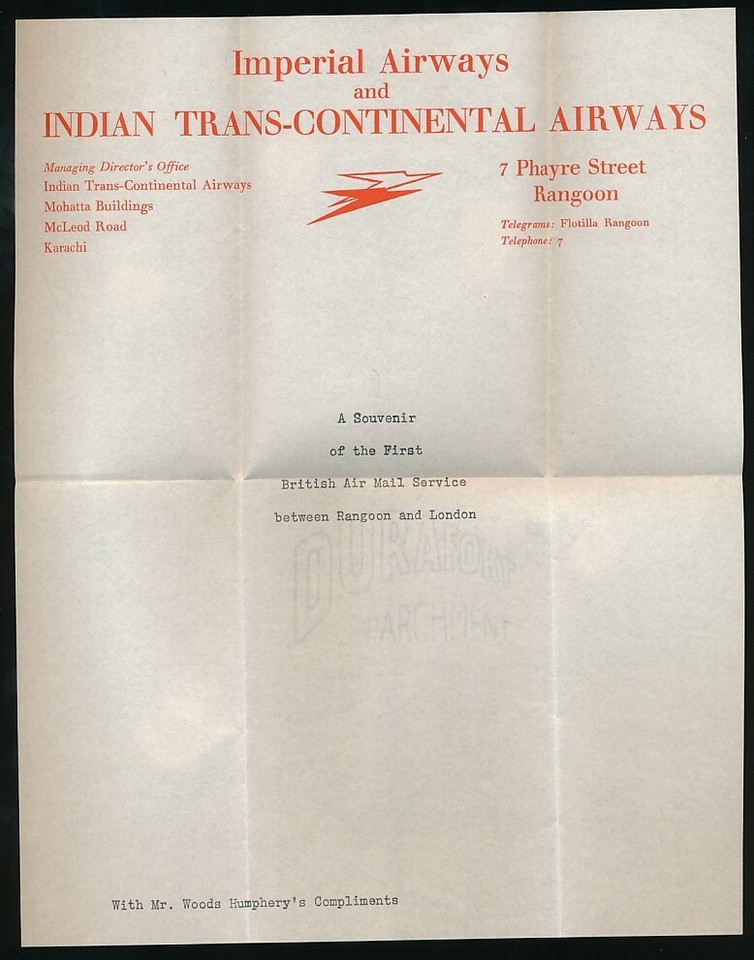 Imperial Airways
and
INDIAN TRANS-CONTINENTAL AIRWAYS
Managing Director's Office
Indian Trans-Continental Airways
Mohatta Buildings
McLeod Road
Karachi
7 Phayre Street
Rangoon
Telegrams: Flotilla Rangoon
Telephone: 7
A Souvenir
of the First
British Air Mail Service
between Rangoon and London
DURAFORT
PARCHMENT
With Mr. Woods Humphery's Compliments